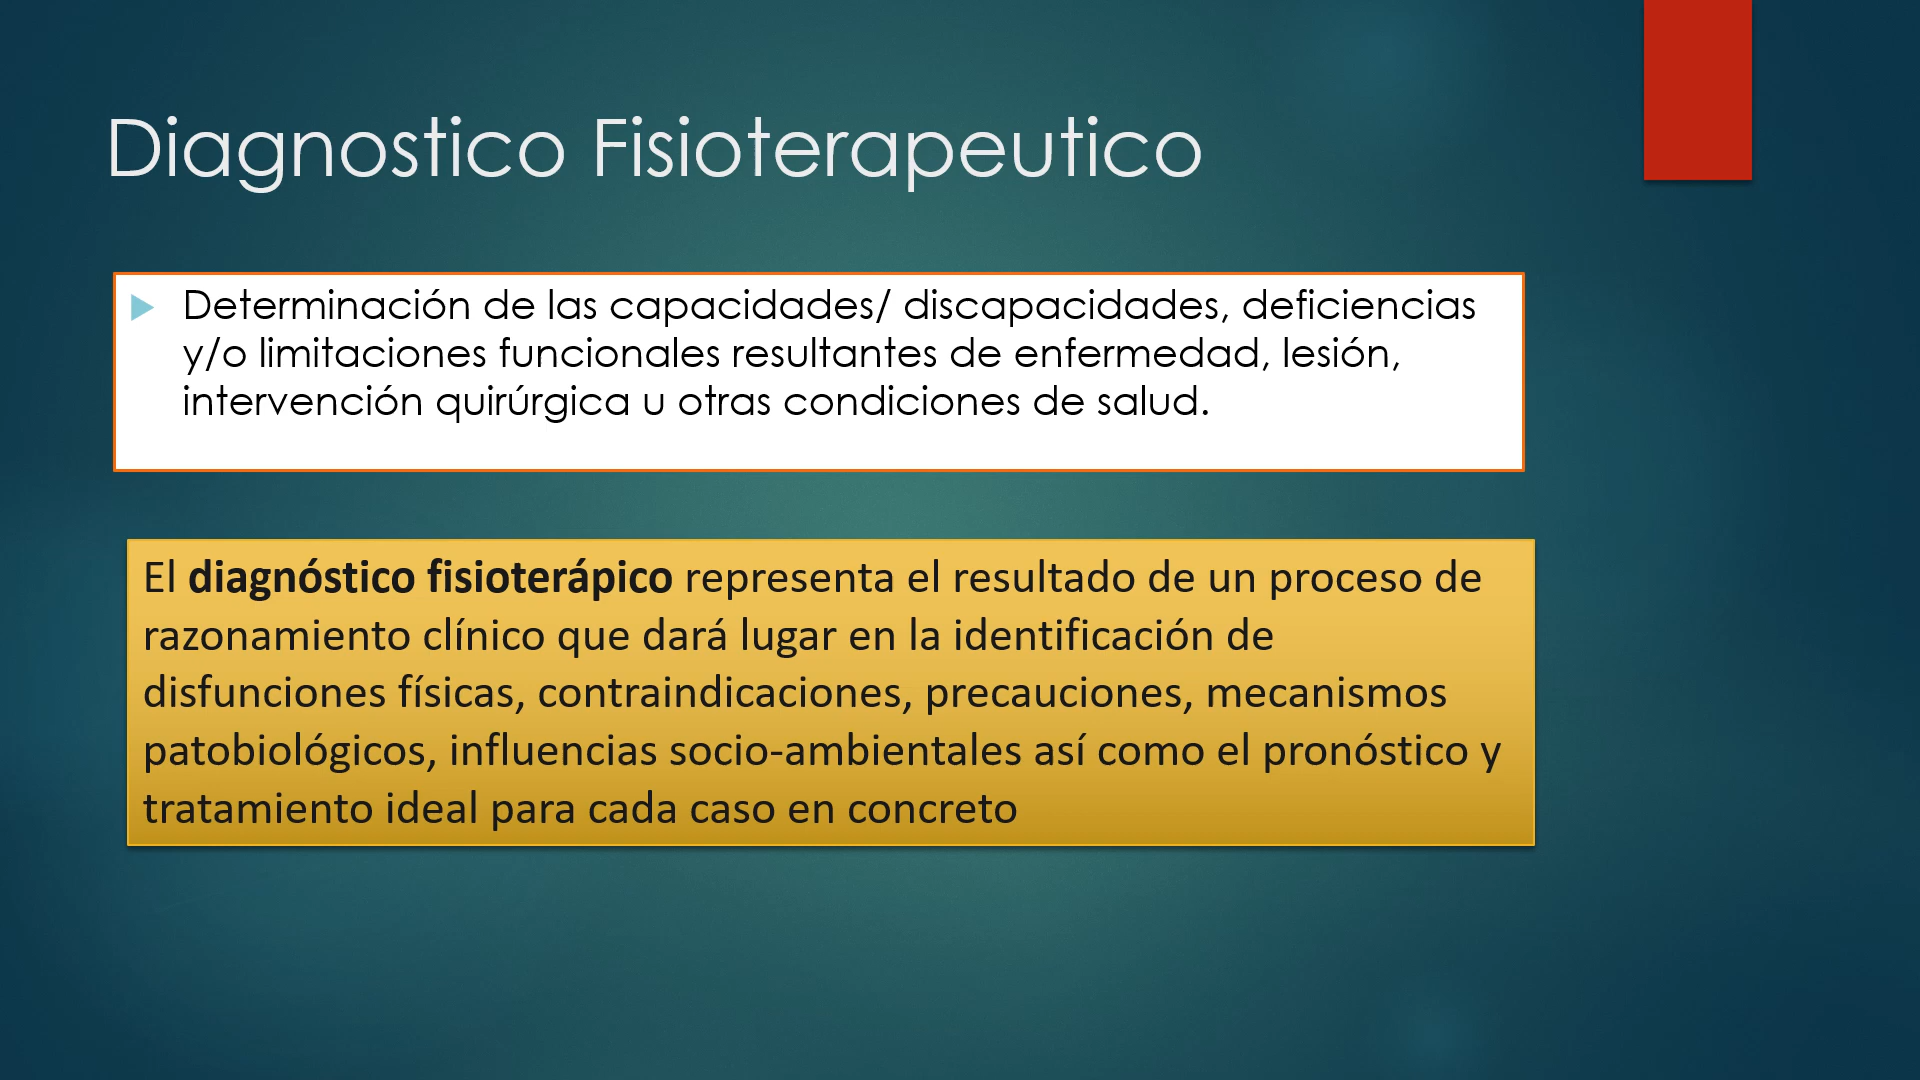 Diagnostico Fisioterapeutico
Determinación de las capacidades/ discapacidades, deficiencias
y/o limitaciones funcionales resultantes de enfermedad, lesión,
intervención quirúrgica u otras condiciones de salud.
El diagnóstico fisioterápico representa el resultado de un proceso de
razonamiento clínico que dará lugar en la identificación de
disfunciones físicas, contraindicaciones, precauciones, mecanismos
patobiológicos, influencias socio-ambientales así como el pronóstico y
tratamiento ideal para cada caso en concreto